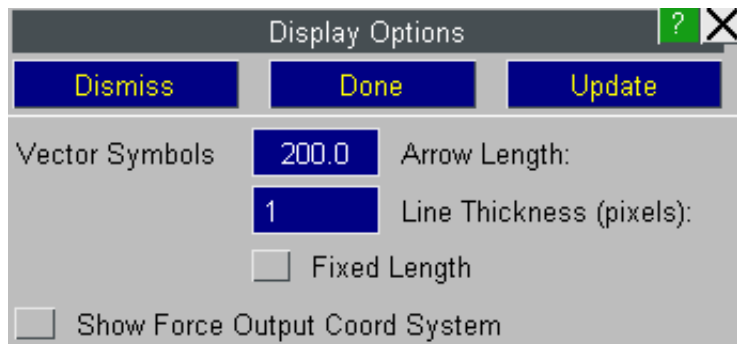 Display Options ? X
Dismiss Done Update
Vector Symbols 200.0 Arrow Length:
1 Line Thickness (pixels):
Fixed Length
Show Force Output Coord System